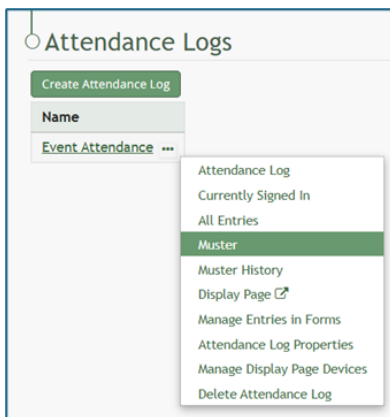 Attendance Logs
Create Attendance Log
Name
Event Attendance ...
Attendance Log
Currently Signed In
All Entries
Muster
Muster History
Display Page
Manage Entries in Forms
Attendance Log Properties
Manage Display Page Devices
Delete Attendance Log